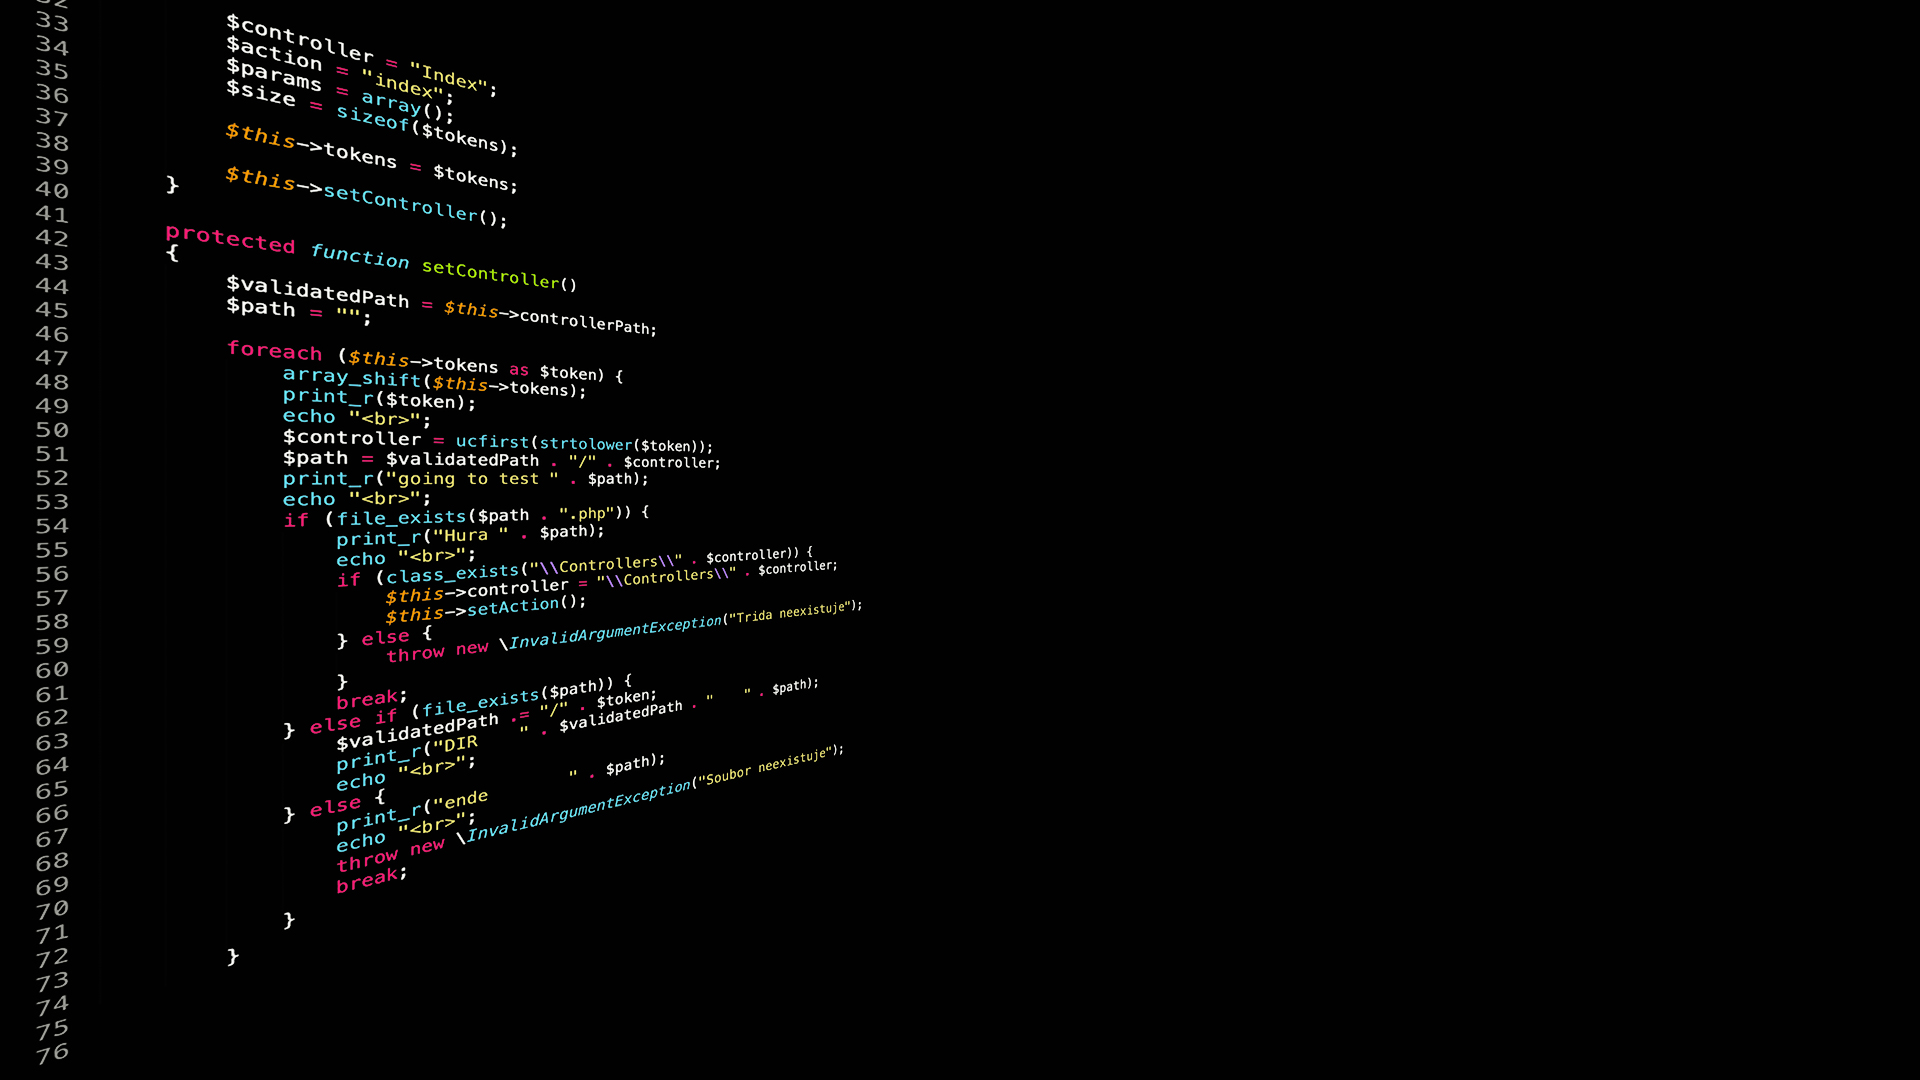 32
33
34
35
36
37
38
39
40
41
42
43
44
45
46
47
48
49
50
51
52
53
54
55
56
57
58
59
60
61
62
63
64
65
66
67
68
69
70
71
72
73
74
75
76
$controller = "Index";
$action = "index";
$params = array();
$size = sizeof($tokens);
$this->tokens = $tokens;
$this->setController();
}
protected function setController()
{
$validatedPath = $this->controllerPath;
$path = "";
foreach ($this->tokens as $token) {
array_shift($this->tokens);
print_r($token);
echo "<br>";
$controller = ucfirst(strtolower($token));
$path = $validatedPath . "/" . $controller;
print_r("going to test " . $path);
echo "<br>";
if (file_exists($path . ".php")) {
print_r("Hura " . $path);
echo "<br>";
if (class_exists("\\Controllers\\" . $controller)) {
$this->controller = "\\Controllers\\" . $controller;
$this->setAction();
} else {
throw new \InvalidArgumentException("Trida neexistuje");
}
break;
} else if (file_exists($path)) {
$validatedPath .= "/" . $token;
print_r("DIR " . $validatedPath . " " . $path);
echo "<br>";
} else {
print_r("ende " . $path);
echo "<br>";
throw new \InvalidArgumentException("Soubor neexistuje");
break;
}
}